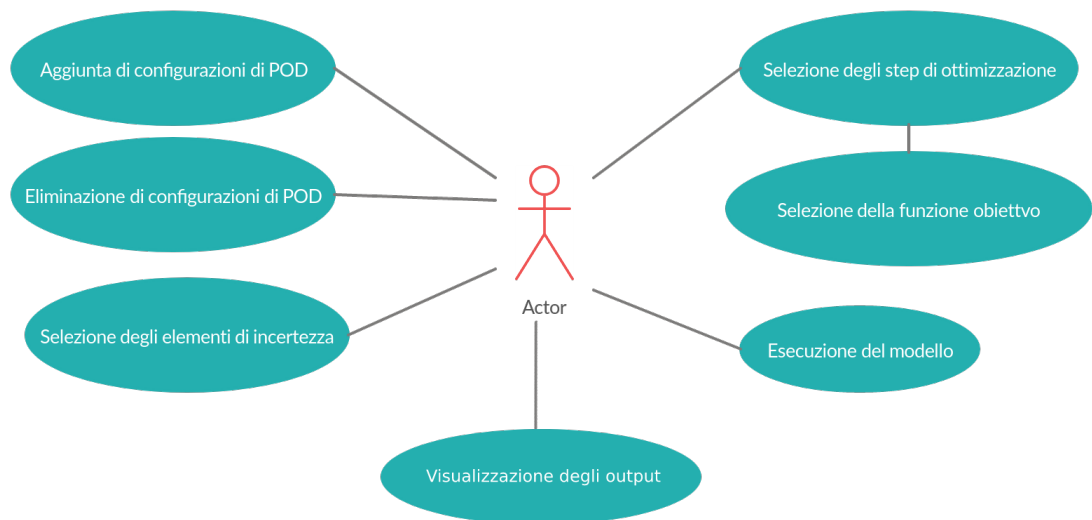 Aggiunta di configurazioni di POD
Eliminazione di configurazioni di POD
Selezione degli elementi di incertezza
Selezione degli step di ottimizzazione
Selezione della funzione obiettvo
Actor
Esecuzione del modello
Visualizzazione degli output